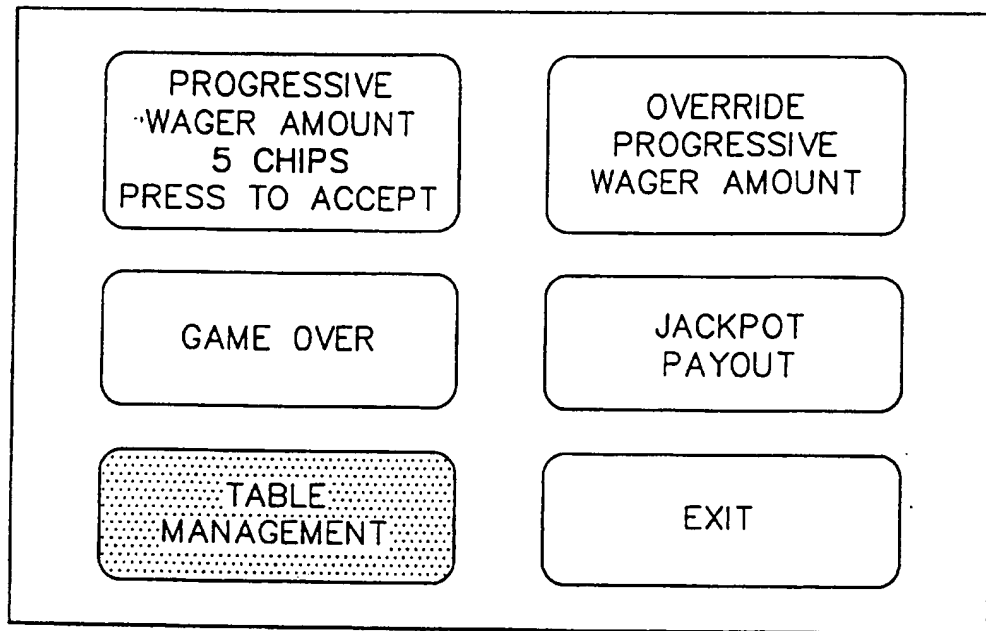 PROGRESSIVE
WAGER AMOUNT
5 CHIPS
PRESS TO ACCEPT
OVERRIDE
PROGRESSIVE
WAGER AMOUNT
GAME OVER
JACKPOT
PAYOUT
TABLE
MANAGEMENT
EXIT